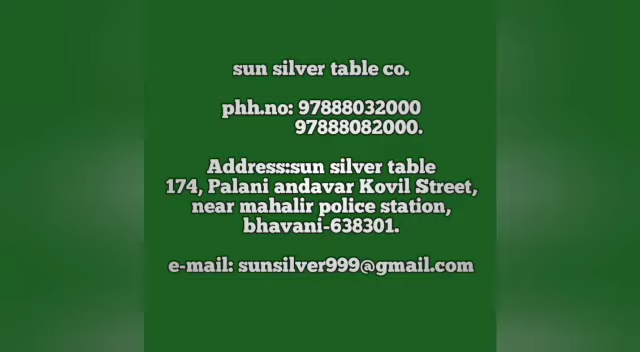 sun silver table co.
phh.no: 97888032000
97888082000.
Address:sun silver table
174, Palani andavar Kovil Street,
near mahalir police station,
bhavani-638301.
e-mail: sunsilver999@gmail.com